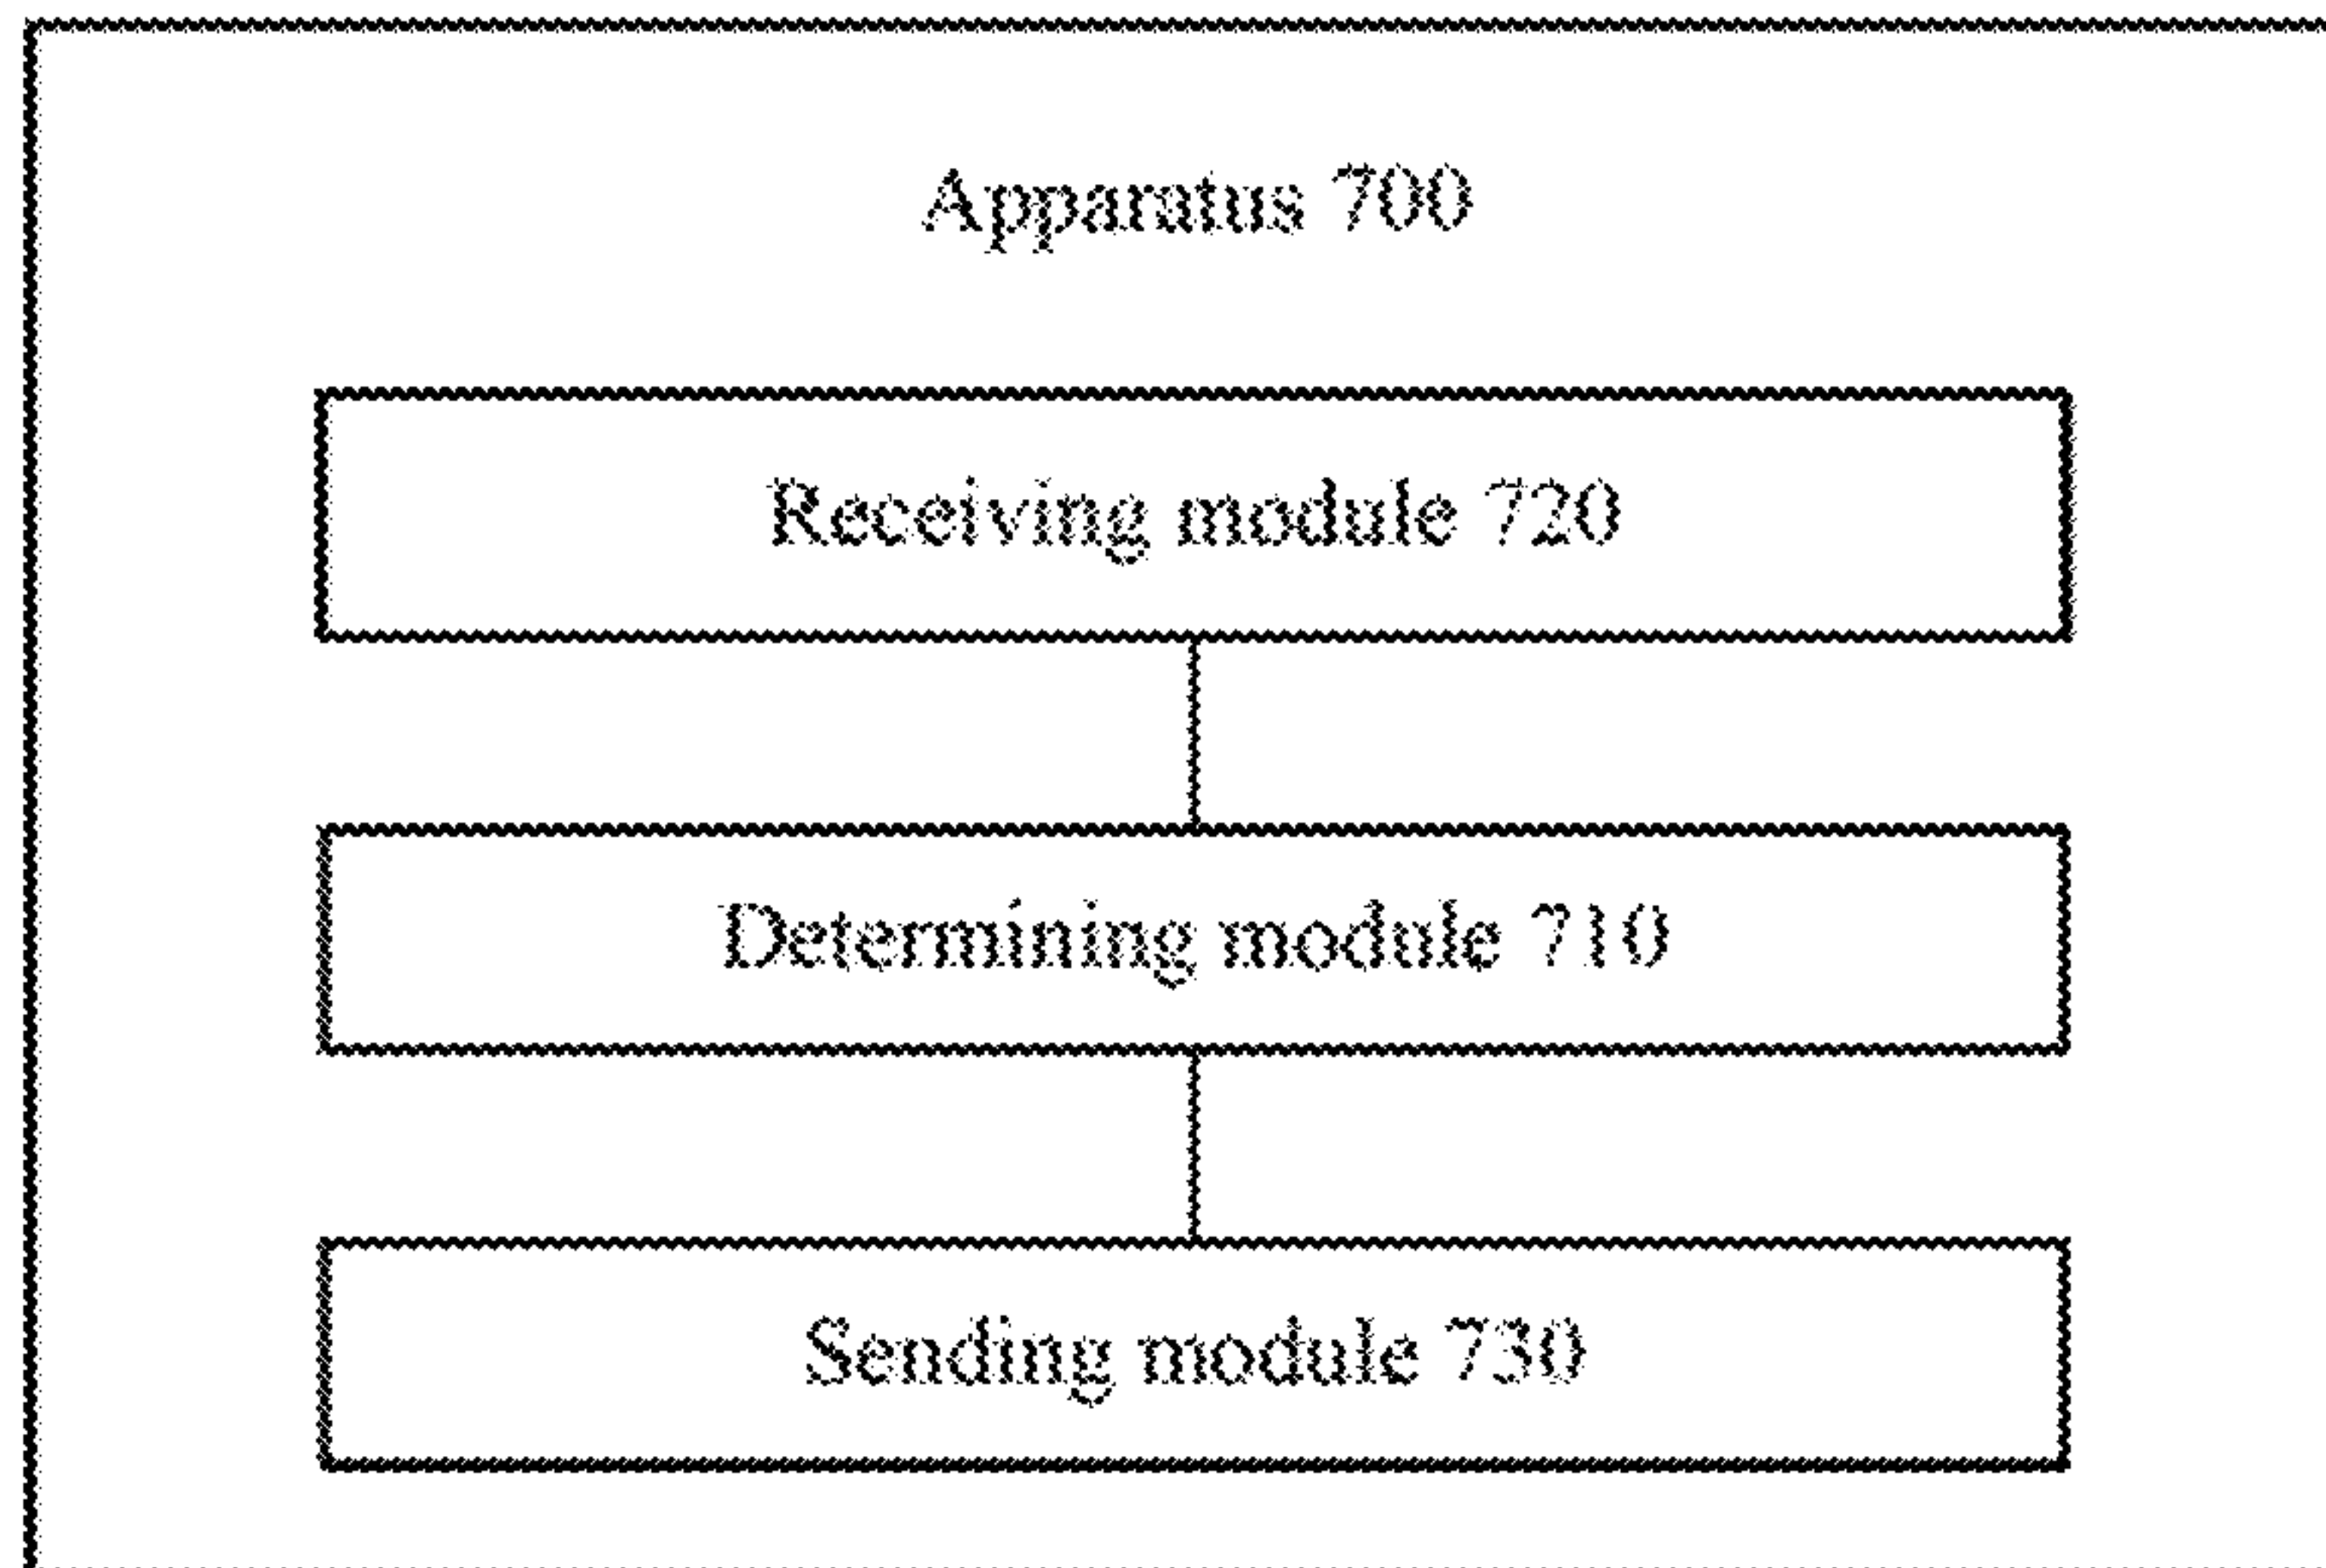 Apparatus 700
Receiving module 720
Determining module 710
Sending module 730